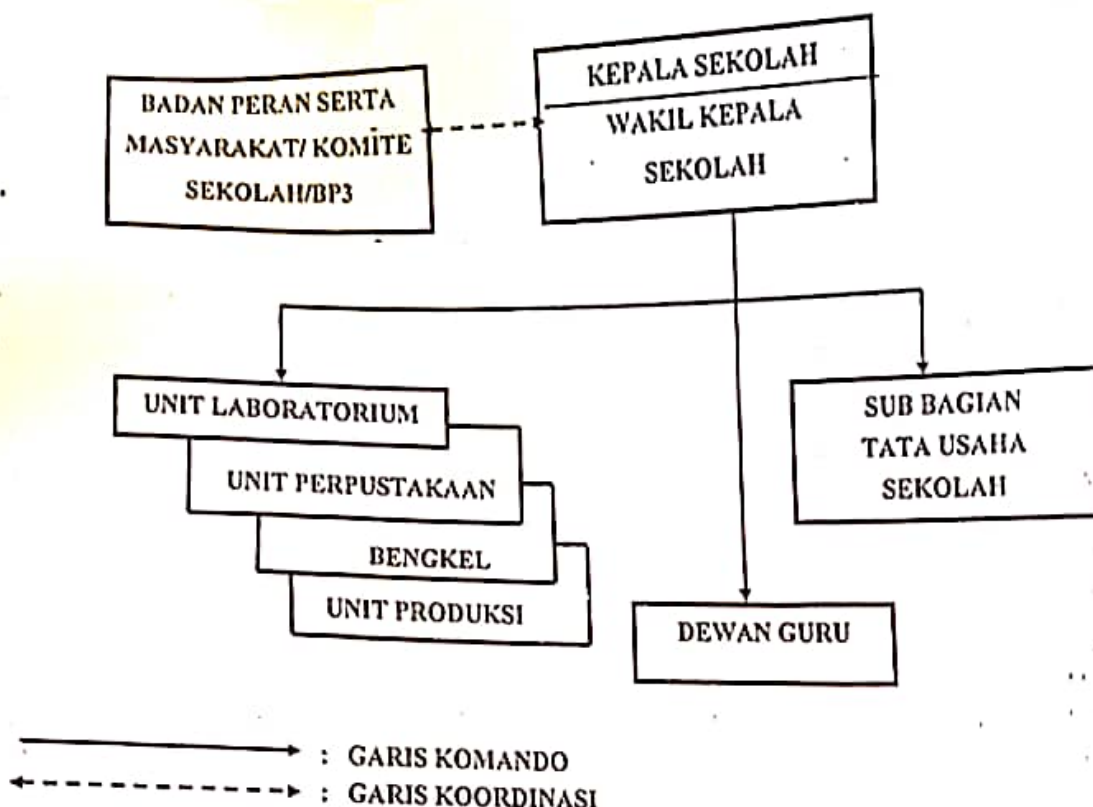 BADAN PERAN SERTA
MASYARAKAT/ KOMITE
SEKOLAH/BP3
KEPALA SEKOLAH
WAKIL KEPALA
SEKOLAH
UNIT LABORATORIUM
UNIT PERPUSTAKAAN
BENGKEL
UNIT PRODUKSI
DEWAN GURU
SUB BAGIAN
TATA USAHA
SEKOLAH
: GARIS KOMANDO
: GARIS KOORDINASI